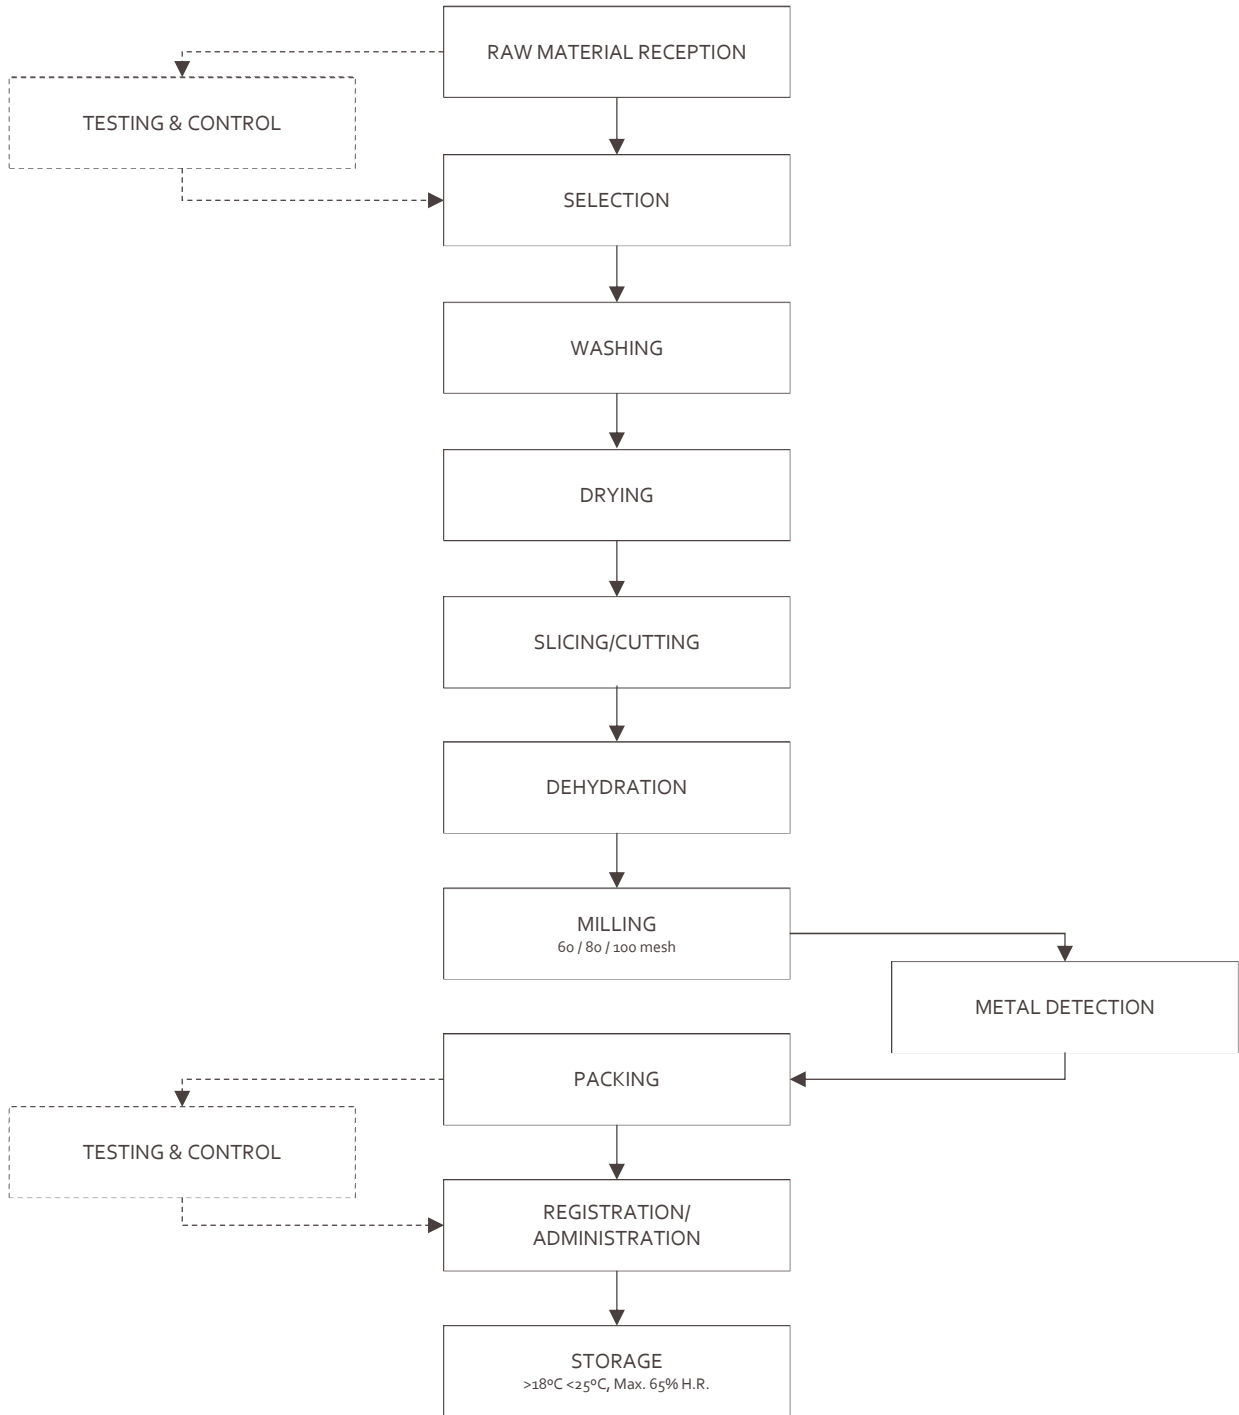 RAW MATERIAL RECEPTION
TESTING & CONTROL
SELECTION
WASHING
DRYING
SLICING/CUTTING
DEHYDRATION
MILLING
60 / 80 / 100 mesh
METAL DETECTION
PACKING
TESTING & CONTROL
REGISTRATION/
ADMINISTRATION
STORAGE
>18ºC <25ºC, Max. 65% H.R.